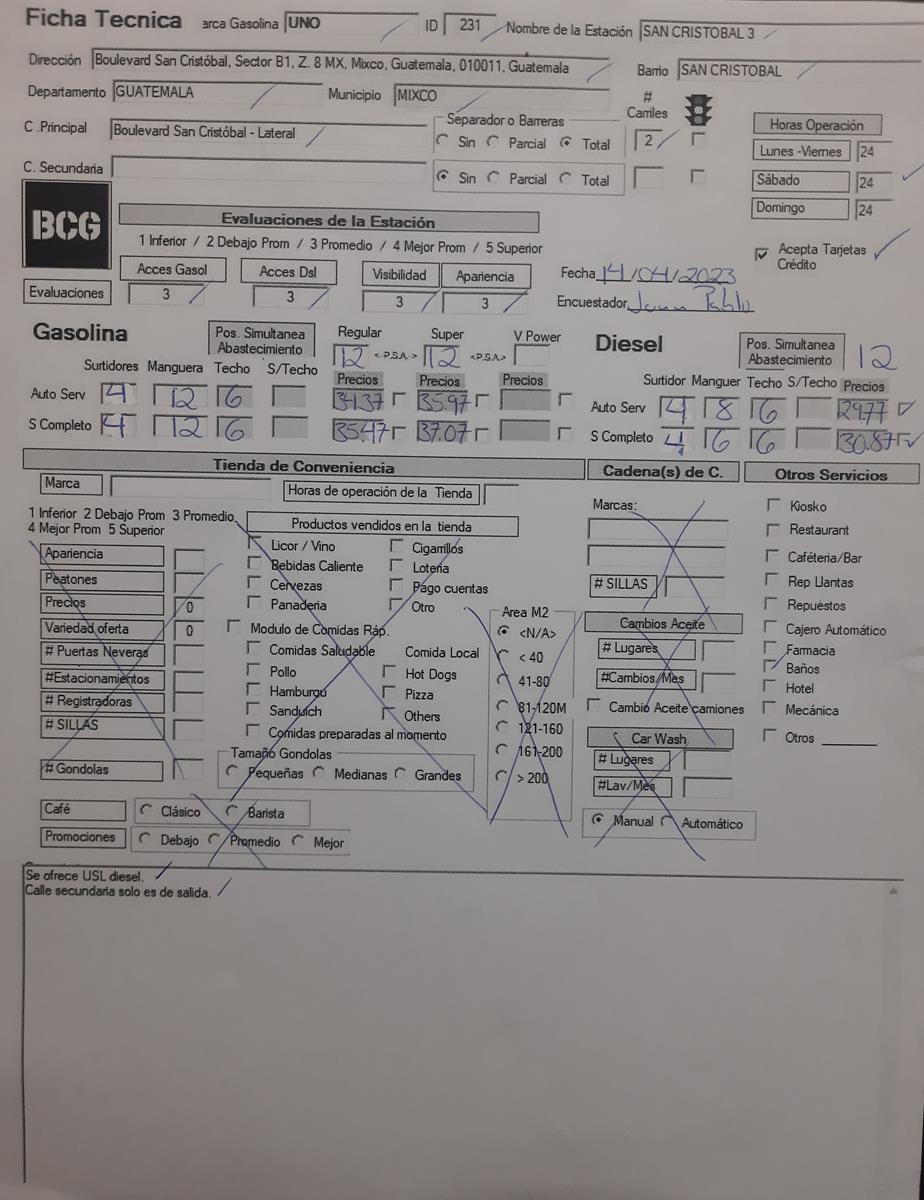 Ficha Tecnica arca Gasolina UNO ID 231 Nombre de la Estación SAN CRISTOBAL 3
Dirección Boulevard San Cristóbal, Sector B1, Z. 8 MX, Mixco, Guatemala, 010011, Guatemala Barrio SAN CRISTOBAL
Departamento GUATEMALA Municipio MIXCO # Carriles
C .Principal Boulevard San Cristóbal - Lateral Separador o Barreras Sin Parcial Total 2
C. Secundaria Sin Parcial Total
Horas Operación
Lunes -Viernes 24
Sábado 24
Domingo 24
BCG
Evaluaciones de la Estación
1 Inferior / 2 Debajo Prom / 3 Promedio / 4 Mejor Prom / 5 Superior
Acepta Tarjetas Crédito
Acces Gasol Acces Dsl Visibilidad Apariencia
Evaluaciones 3 3 3 3
Fecha 14/04/2023
Encuestador Juan Pablo
Gasolina Pos. Simultanea Abastecimiento Regular Super V Power
12 <-P.S.A.-> 12 <P.S.A>
Surtidores Manguera Techo S/Techo Precios Precios Precios
Auto Serv 4 12 6 34.37 35.97
S Completo 4 12 6 35.47 37.07
Diesel Pos. Simultanea Abastecimiento 12
Surtidor Manguer Techo S/Techo Precios
Auto Serv 4 8 6 29.77
S Completo 4 6 6 30.87
Tienda de Conveniencia
Marca Horas de operación de la Tienda
1 Inferior 2 Debajo Prom 3 Promedio
4 Mejor Prom 5 Superior
Apariencia
Peatones
Precios 0
Variedad oferta 0
# Puertas Neveras
#Estacionamientos
# Registradoras
# SILLAS
# Gondolas
Productos vendidos en la tienda
Licor / Vino Cigarrillos
Bebidas Caliente Loteria
Cervezas Pago cuentas
Panaderia Otro
Modulo de Comidas Ráp.
Comidas Saludable Comida Local
Pollo Hot Dogs
Hamburgu Pizza
Sandwich Others
Comidas preparadas al momento
Tamaño Gondolas
Pequeñas Medianas Grandes
Area M2
<N/A>
< 40
41-80
81-120M
121-160
161-200
> 200
Café Clásico Barista
Promociones Debajo Promedio Mejor
Cadena(s) de C.
Marcas:
# SILLAS
Cambios Aceite
# Lugares
#Cambios/Mes
Cambio Aceite camiones
Car Wash
# Lugares
#Lav/Mes
Manual Automático
Otros Servicios
Kiosko
Restaurant
Caféteria/Bar
Rep Llantas
Repuéstos
Cajero Automático
Farmacia
Baños
Hotel
Mecánica
Otros
Se ofrece USL diesel.
Calle secundaria solo es de salida.